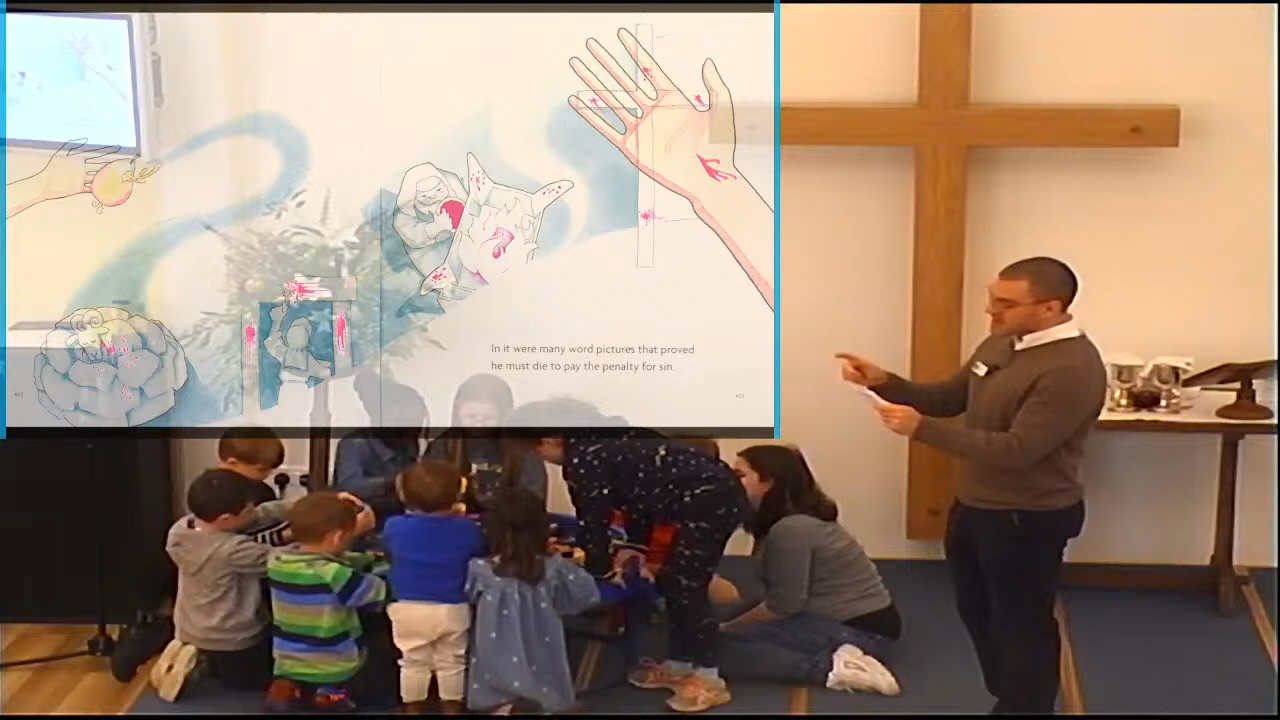 In it were many word pictures that proved
he must die to pay the penalty for sin.